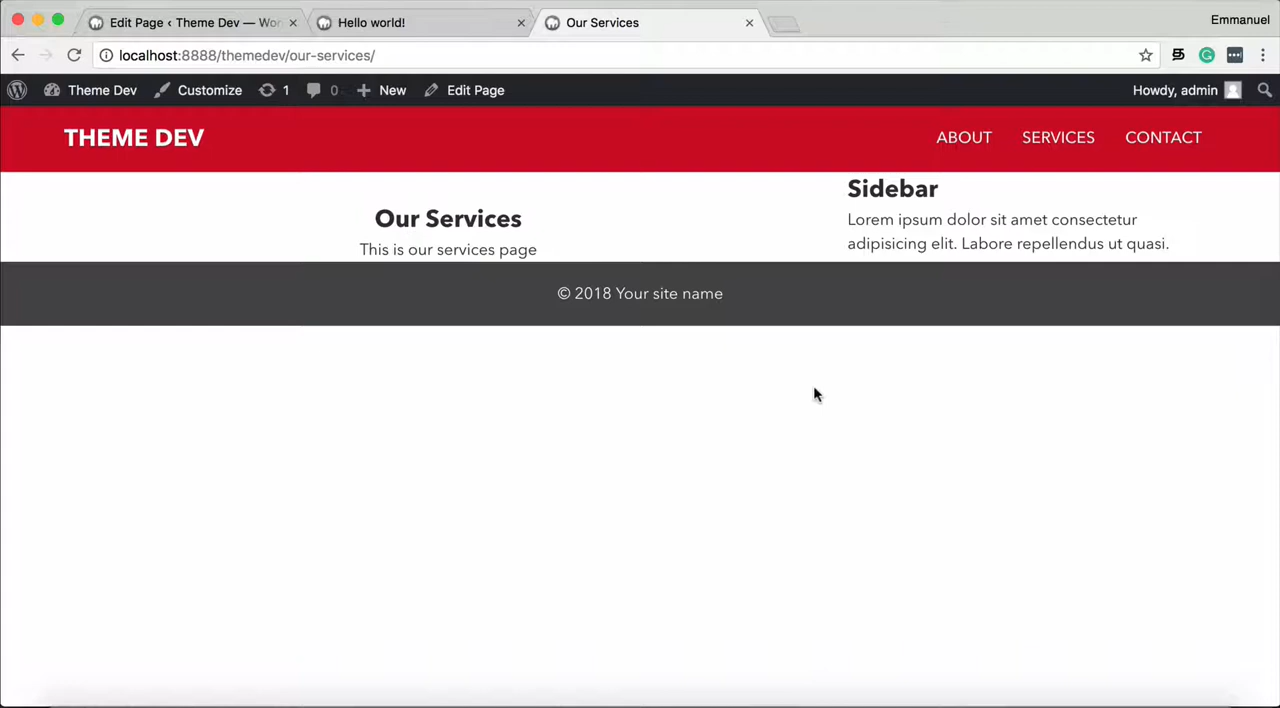 Emmanuel
Edit Page ‹ Theme Dev — Wor
Hello world!
Our Services
localhost:8888/themedev/our-services/
Theme Dev Customize 1 0 New Edit Page Howdy, admin
THEME DEV ABOUT SERVICES CONTACT
Our Services
This is our services page
Sidebar
Lorem ipsum dolor sit amet consectetur
adipisicing elit. Labore repellendus ut quasi.
© 2018 Your site name